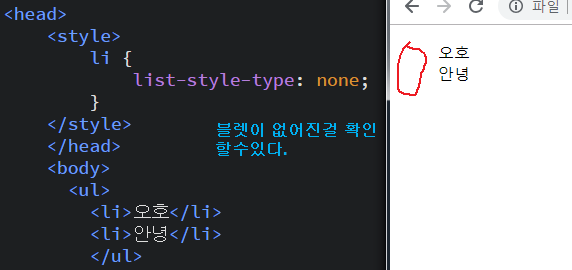 <head>
<style>
li {
list-style-type: none;
}
</style>
</head>
<body>
<ul>
<li>오호</li>
<li>안녕</li>
</ul>
블렛이 없어진걸 확인
할수있다.
파일
오호
안녕